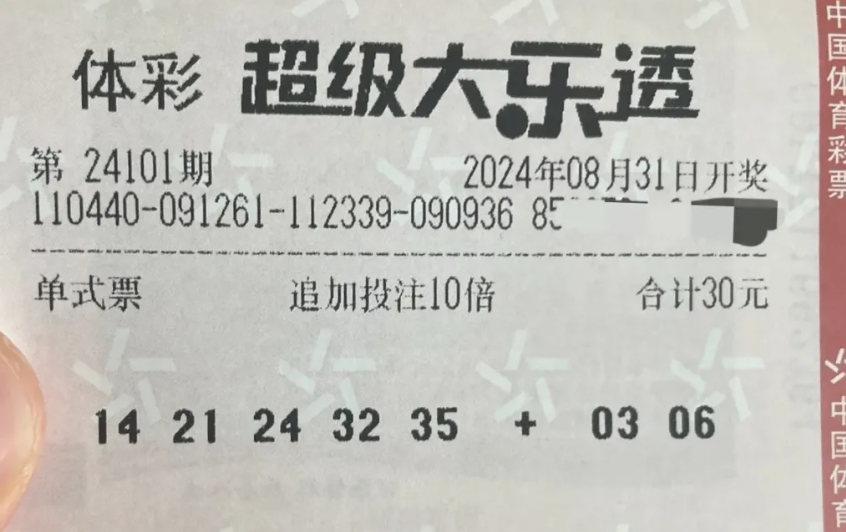 体彩 超级大乐透
第 24101期 2024年08月31日开奖
110440-091261-112339-090936
单式票 追加投注10倍 合计30元
14 21 24 32 35 + 03 06
中国体育彩票
中国体育